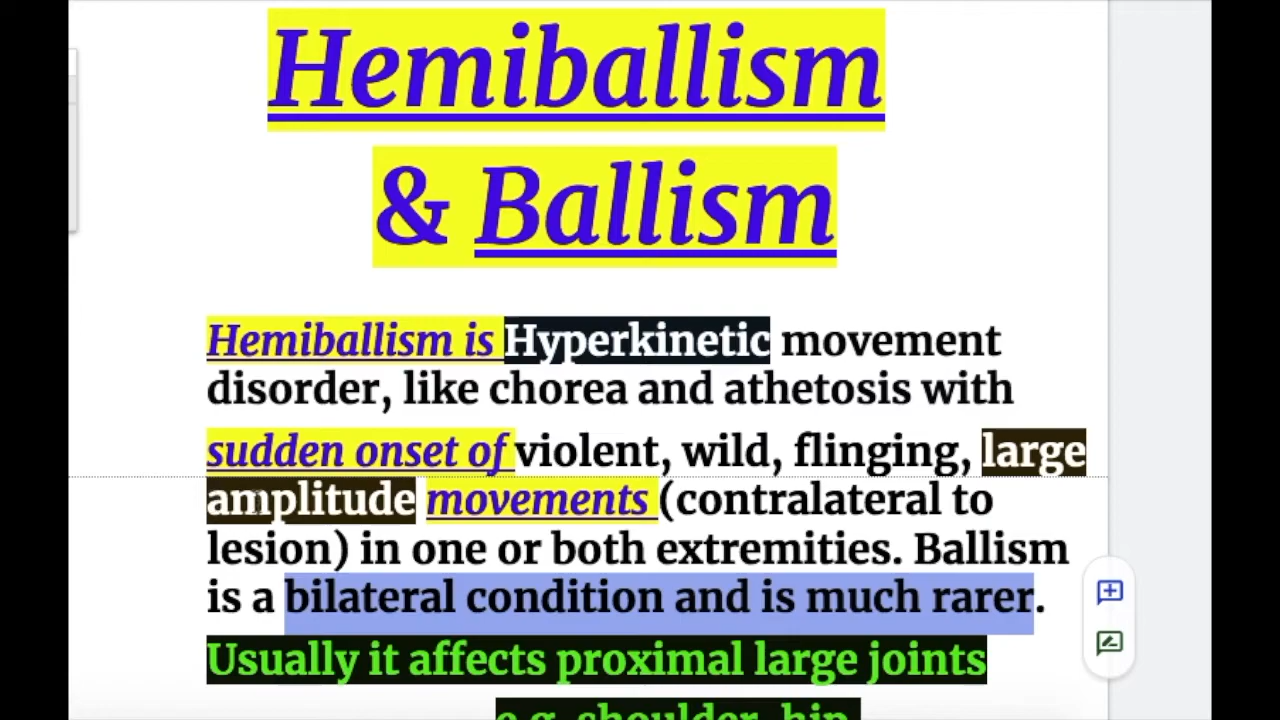 Hemiballism
& Ballism
Hemiballism is Hyperkinetic movement
disorder, like chorea and athetosis with
sudden onset of violent, wild, flinging, large
amplitude movements (contralateral to
lesion) in one or both extremities. Ballism
is a bilateral condition and is much rarer.
Usually it affects proximal large joints
e.g. shoulder, hip